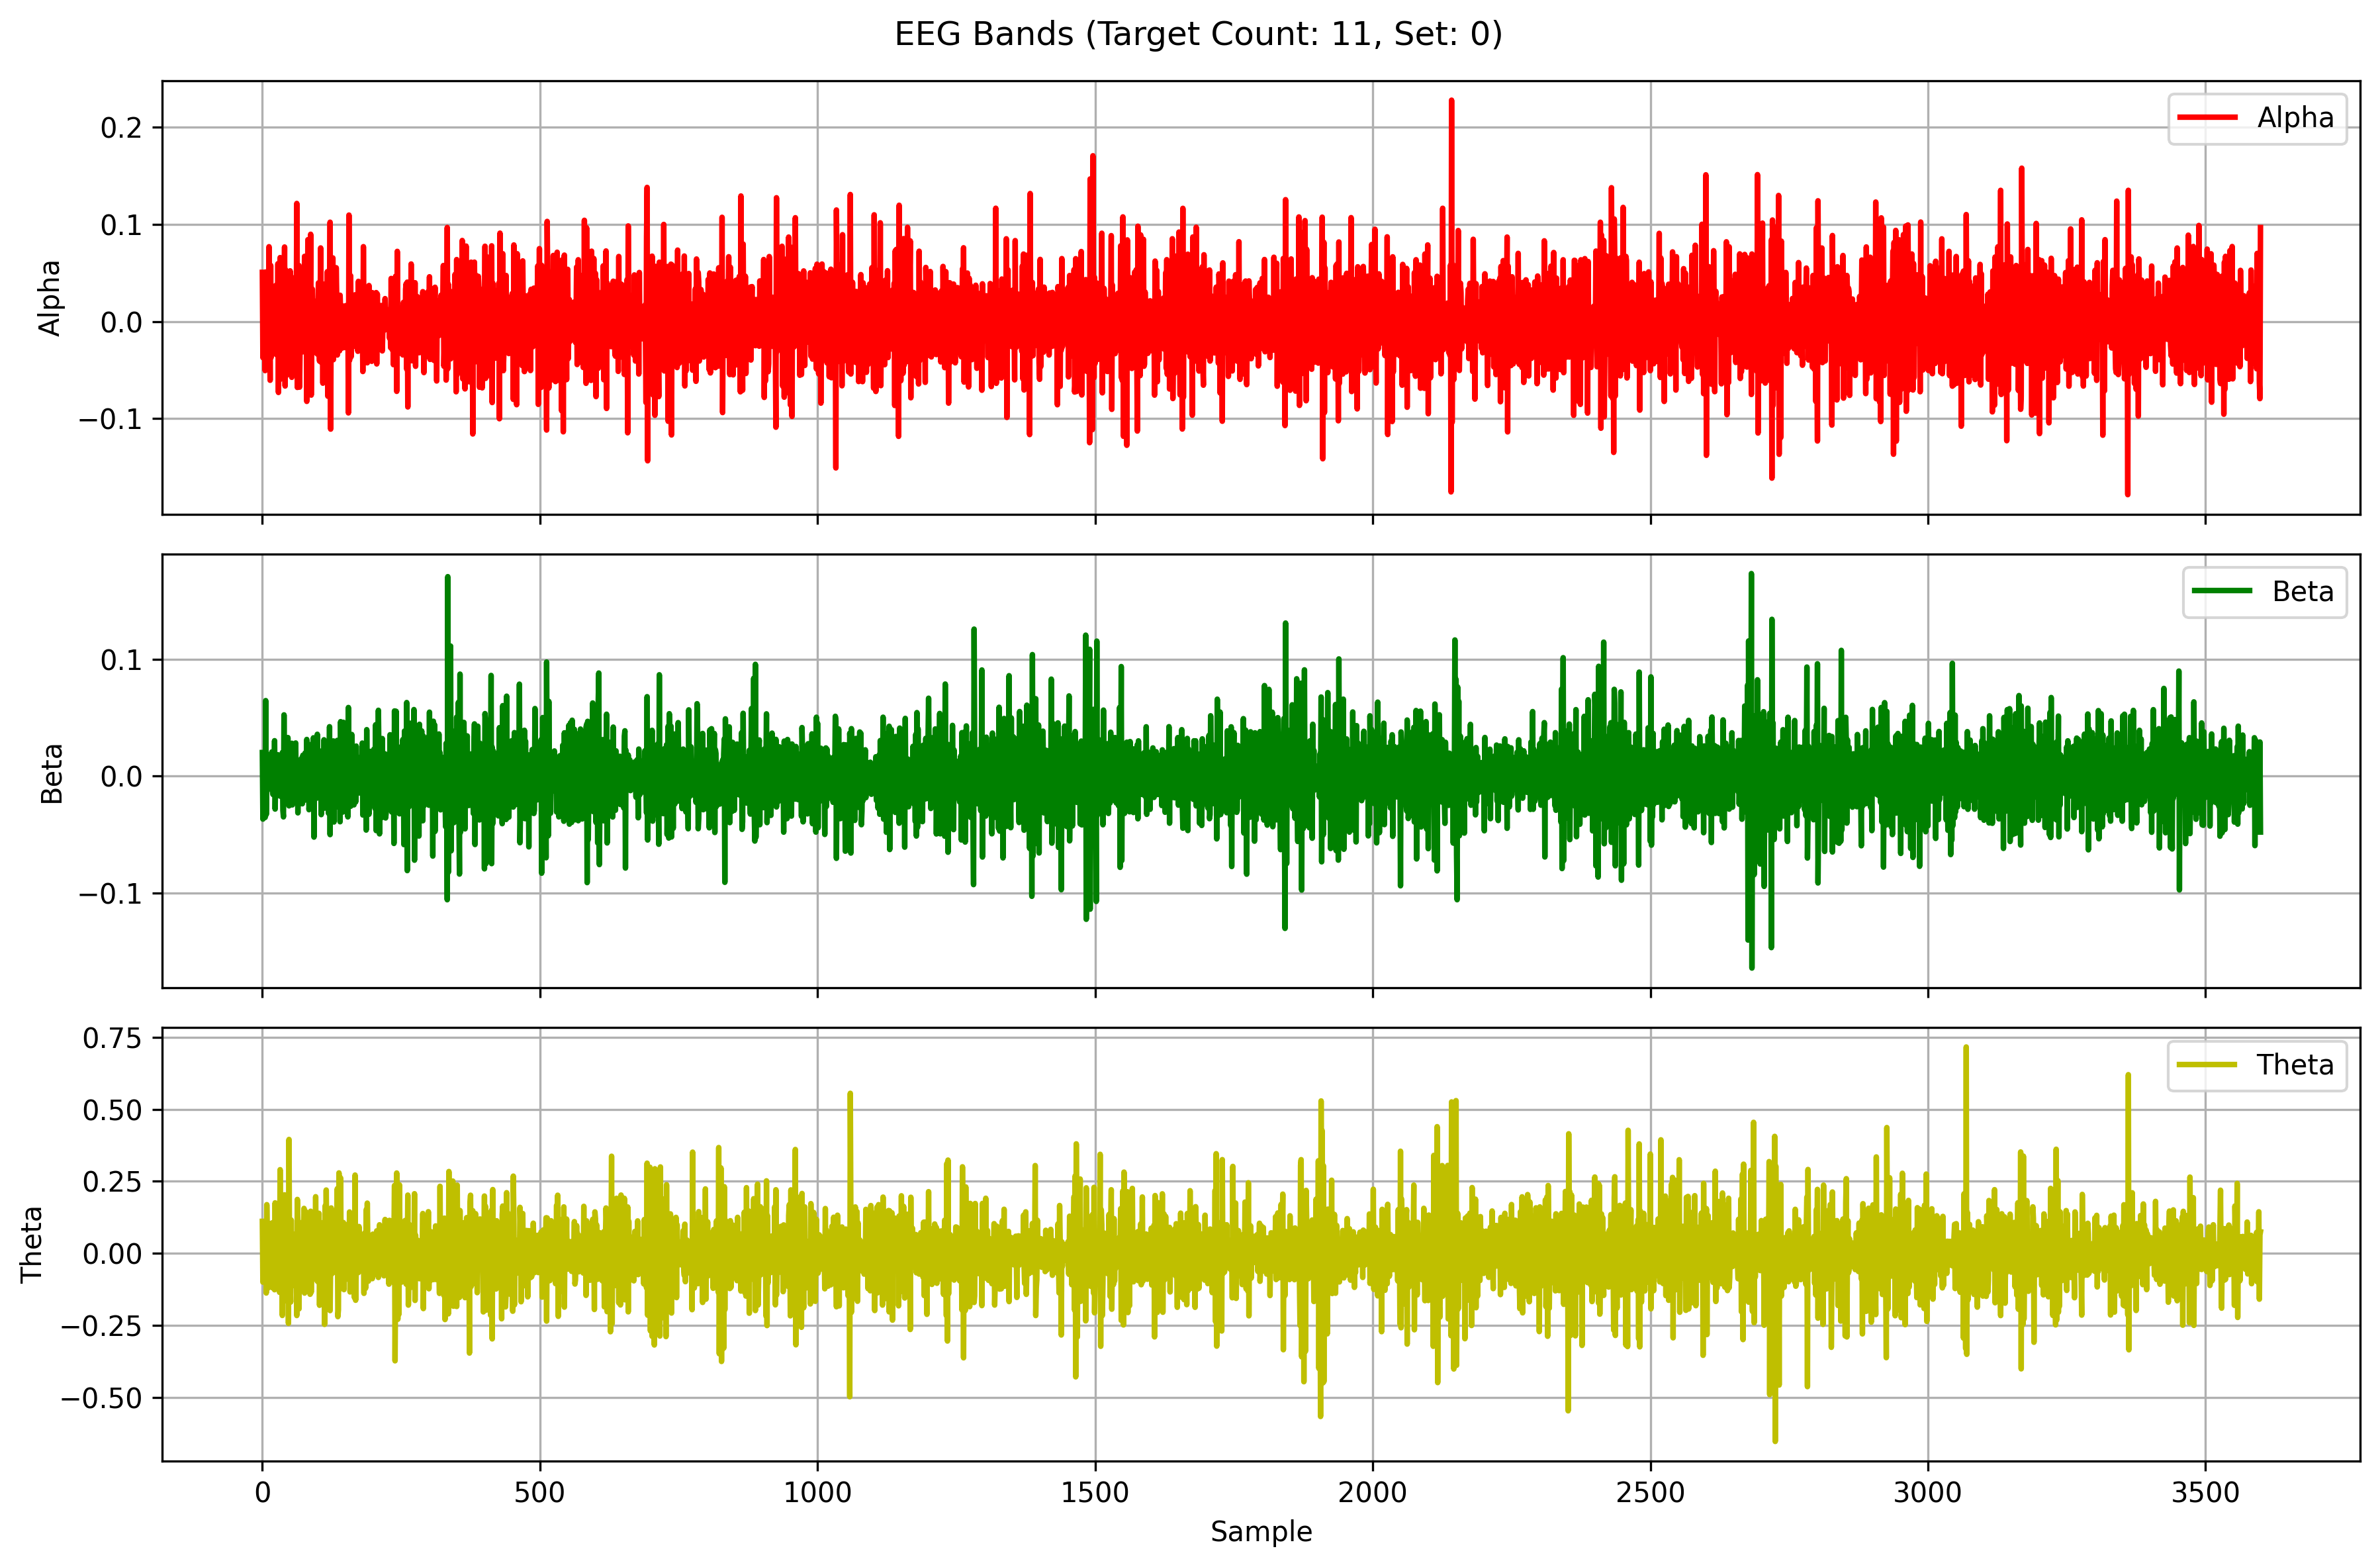 EEG Bands (Target Count: 11, Set: 0)
Alpha
0.2
0.1
0.0
−0.1
Alpha
Beta
0.1
0.0
−0.1
Beta
Theta
0.75
0.50
0.25
0.00
−0.25
−0.50
Theta
0 500 1000 1500 2000 2500 3000 3500
Sample